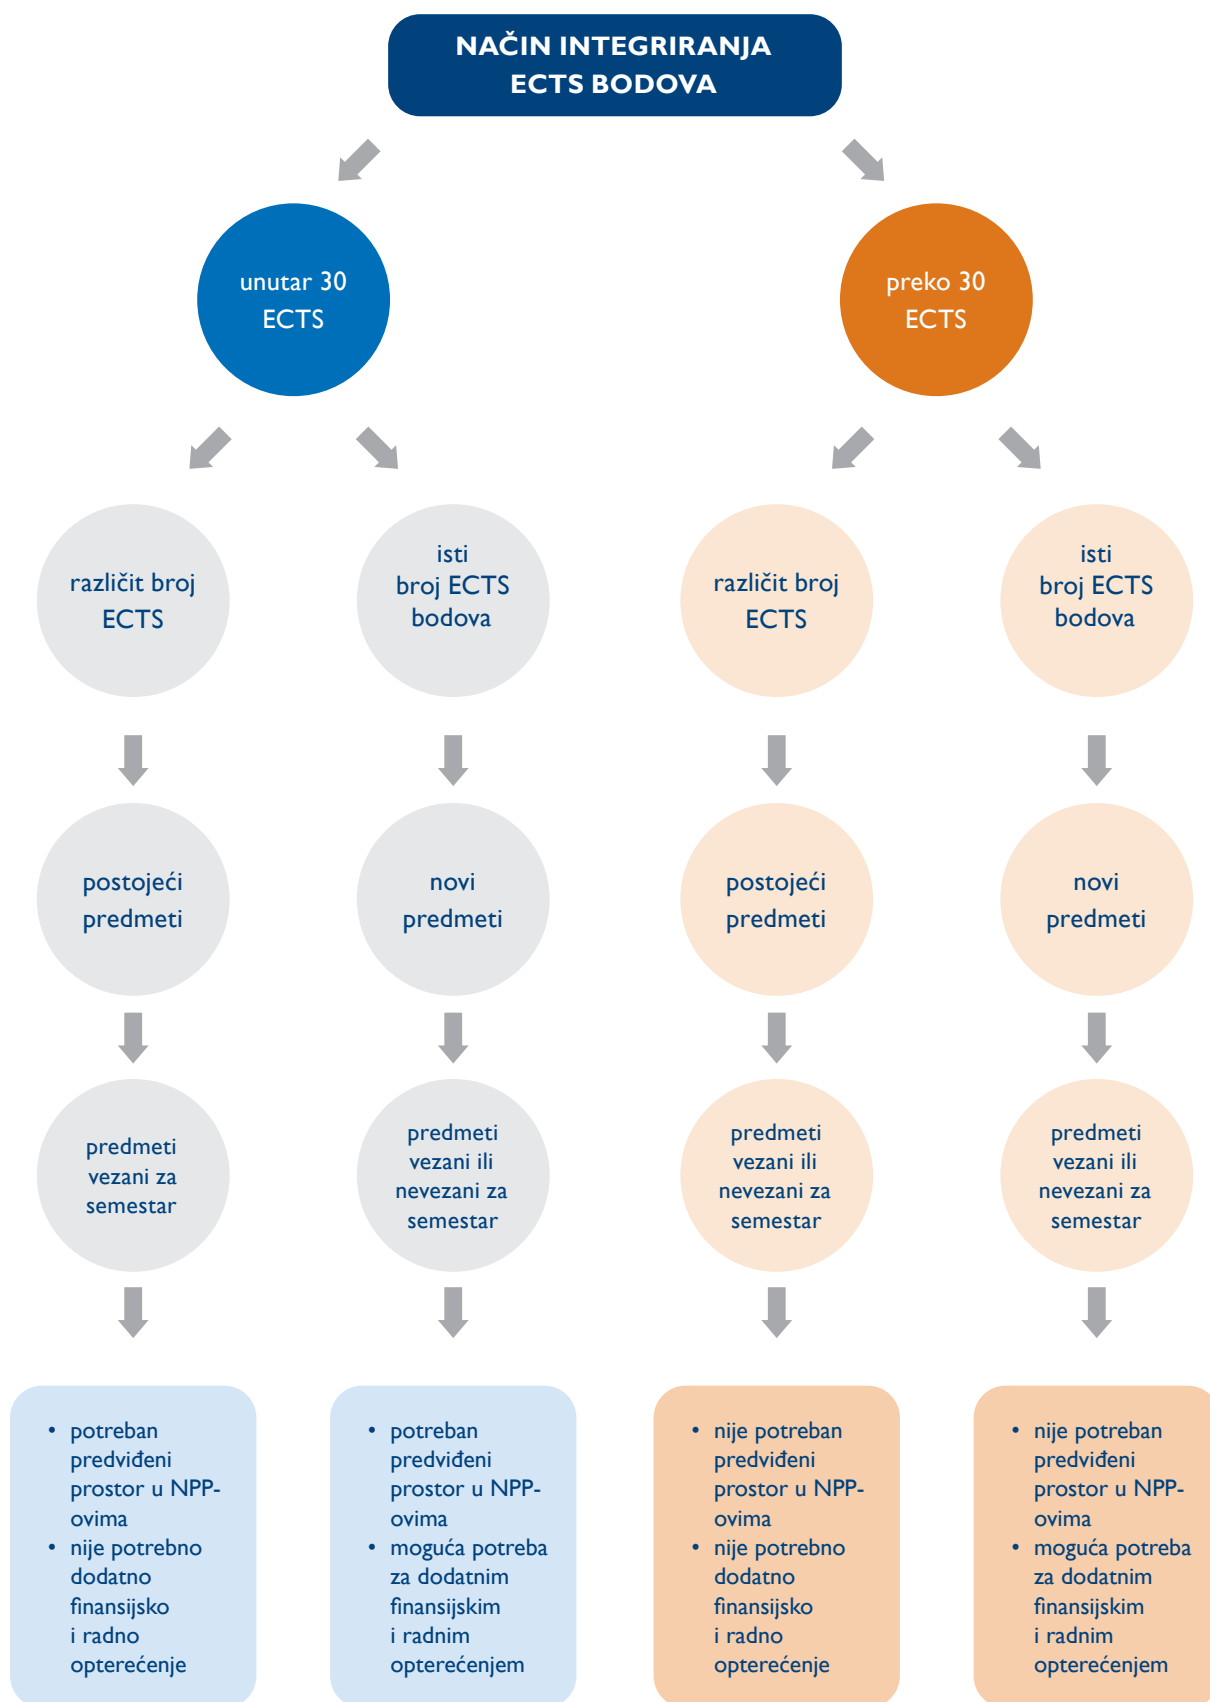 NAČIN INTEGRIRANJA
ECTS BODOVA
unutar 30
ECTS
preko 30
ECTS
različit broj
ECTS
isti
broj ECTS
bodova
različit broj
ECTS
isti
broj ECTS
bodova
postojeći
predmeti
novi
predmeti
postojeći
predmeti
novi
predmeti
predmeti
vezani za
semestar
predmeti
vezani ili
nevezani za
semestar
predmeti
vezani ili
nevezani za
semestar
predmeti
vezani ili
nevezani za
semestar
• potreban
predviđeni
prostor u NPP-
ovima
• nije potrebno
dodatno
finansijsko
i radno
opterećenje
• potreban
predviđeni
prostor u NPP-
ovima
• moguća potreba
za dodatnim
finansijskim
i radnim
opterećenjem
• nije potreban
predviđeni
prostor u NPP-
ovima
• nije potrebno
dodatno
finansijsko
i radno
opterećenje
• nije potreban
predviđeni
prostor u NPP-
ovima
• moguća potreba
za dodatnim
finansijskim
i radnim
opterećenjem